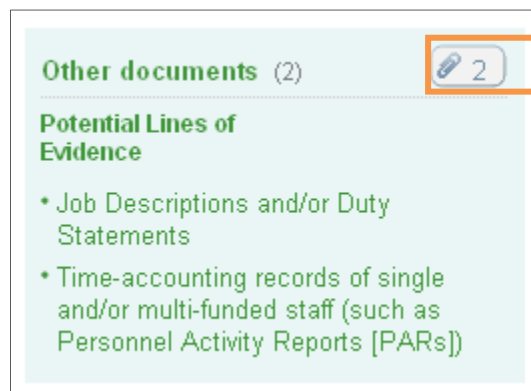 Other documents (2) 2
Potential Lines of
Evidence
• Job Descriptions and/or Duty
Statements
• Time-accounting records of single
and/or multi-funded staff (such as
Personnel Activity Reports [PARs])